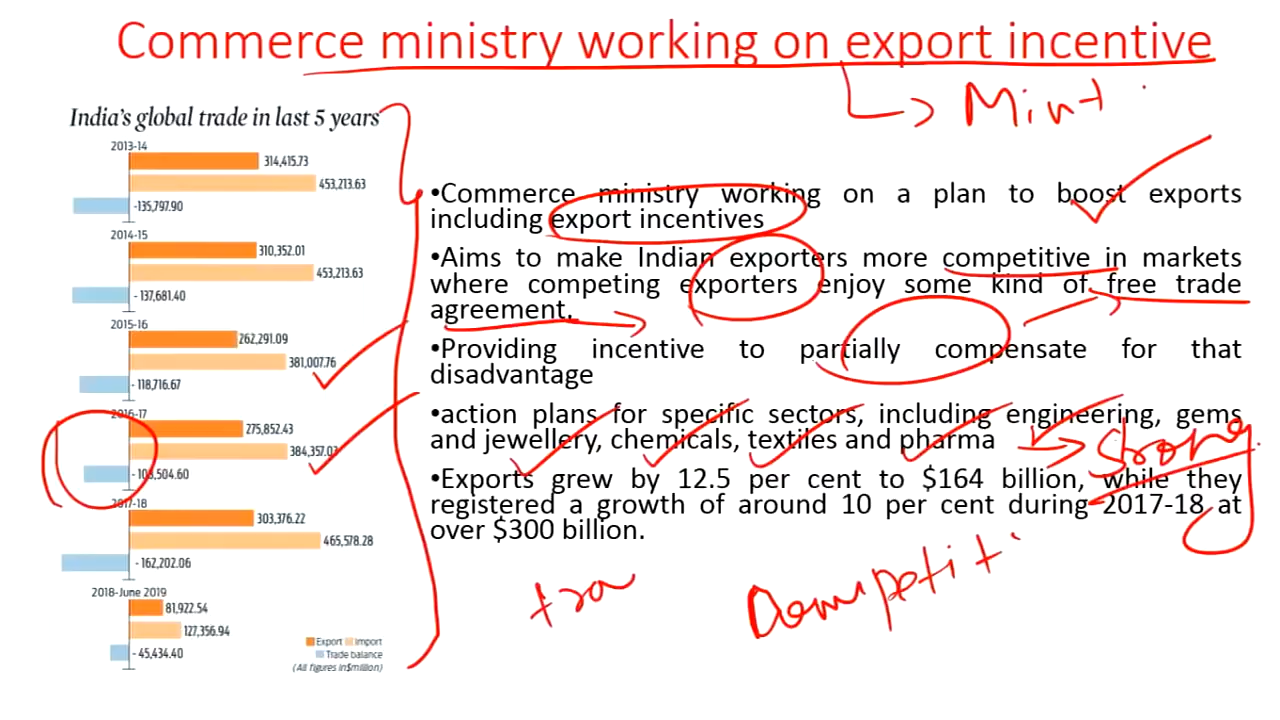 Commerce ministry working on export incentive
Mint
India's global trade in last 5 years
2013-14
314,415.73
453,213.63
-135,797.90
2014-15
310,352.01
453,213.63
- 137,681.40
2015-16
262,291.09
381,007.76
- 118,716.67
2016-17
275,852.43
384,357.03
504.60
2017-18
303,376.22
465,578.28
- 162,202.06
2018-June 2019
81,922.54
127,356.94
- 45,434.40
Export Import
Trade balance
(All figures in$million)
•Commerce ministry working on a plan to boost exports
including export incentives
•Aims to make Indian exporters more competitive in markets
where competing exporters enjoy some kind of free trade
agreement.
•Providing incentive to partially compensate for that
disadvantage
•action plans for specific sectors, including engineering, gems
and jewellery, chemicals, textiles and pharma
Strong
•Exports grew by 12.5 per cent to $164 billion, while they
registered a growth of around 10 per cent during 2017-18 at
over $300 billion.